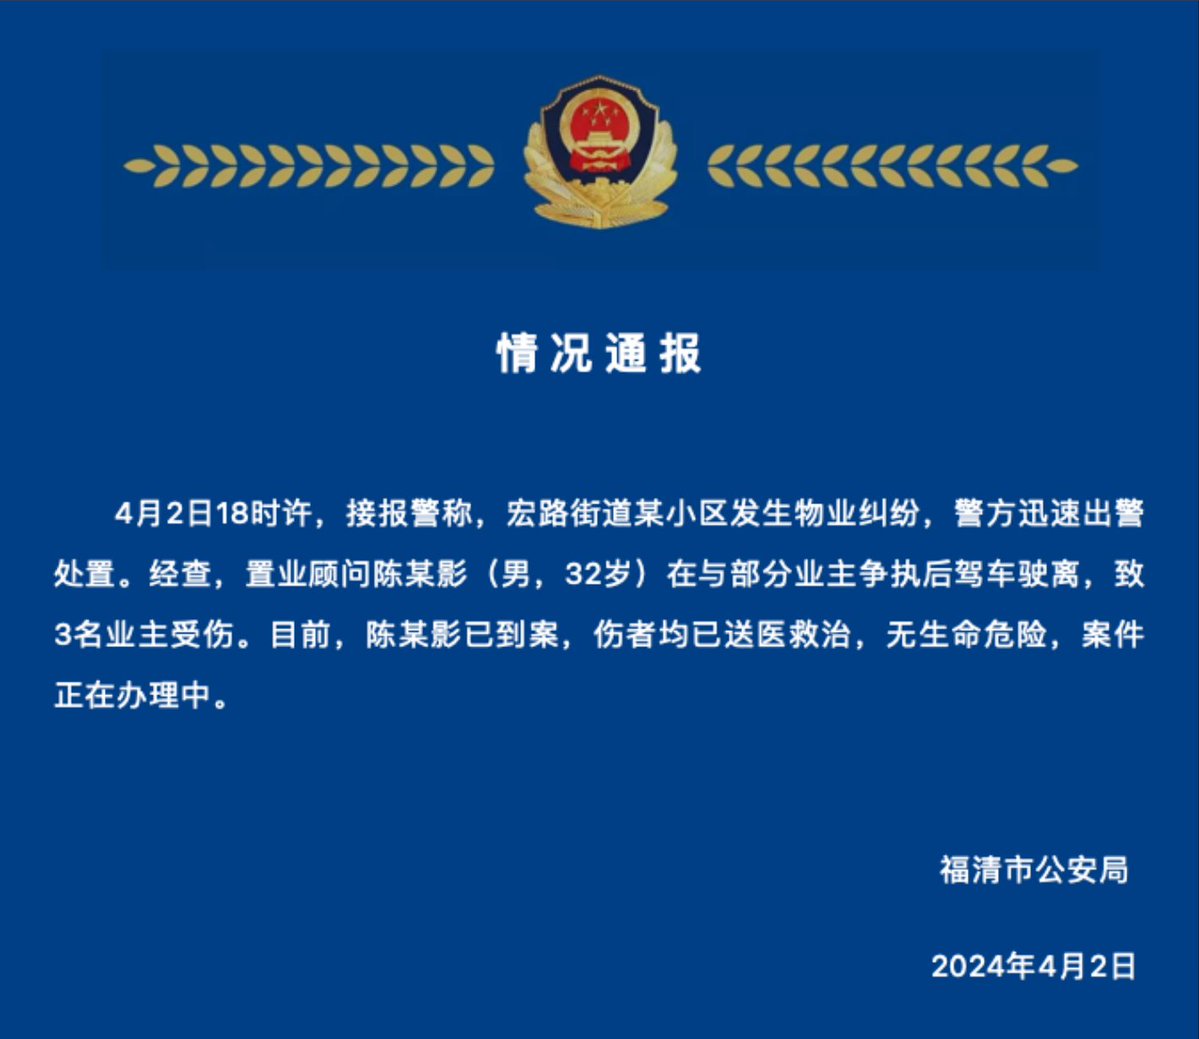 情况通报
4月2日18时许，接报警称，宏路街道某小区发生物业纠纷，警方迅速出警
处置。经查，置业顾问陈某影（男，32岁）在与部分业主争执后驾车驶离，致
3名业主受伤。目前，陈某影已到案，伤者均已送医救治，无生命危险，案件
正在办理中。
福清市公安局
2024年4月2日